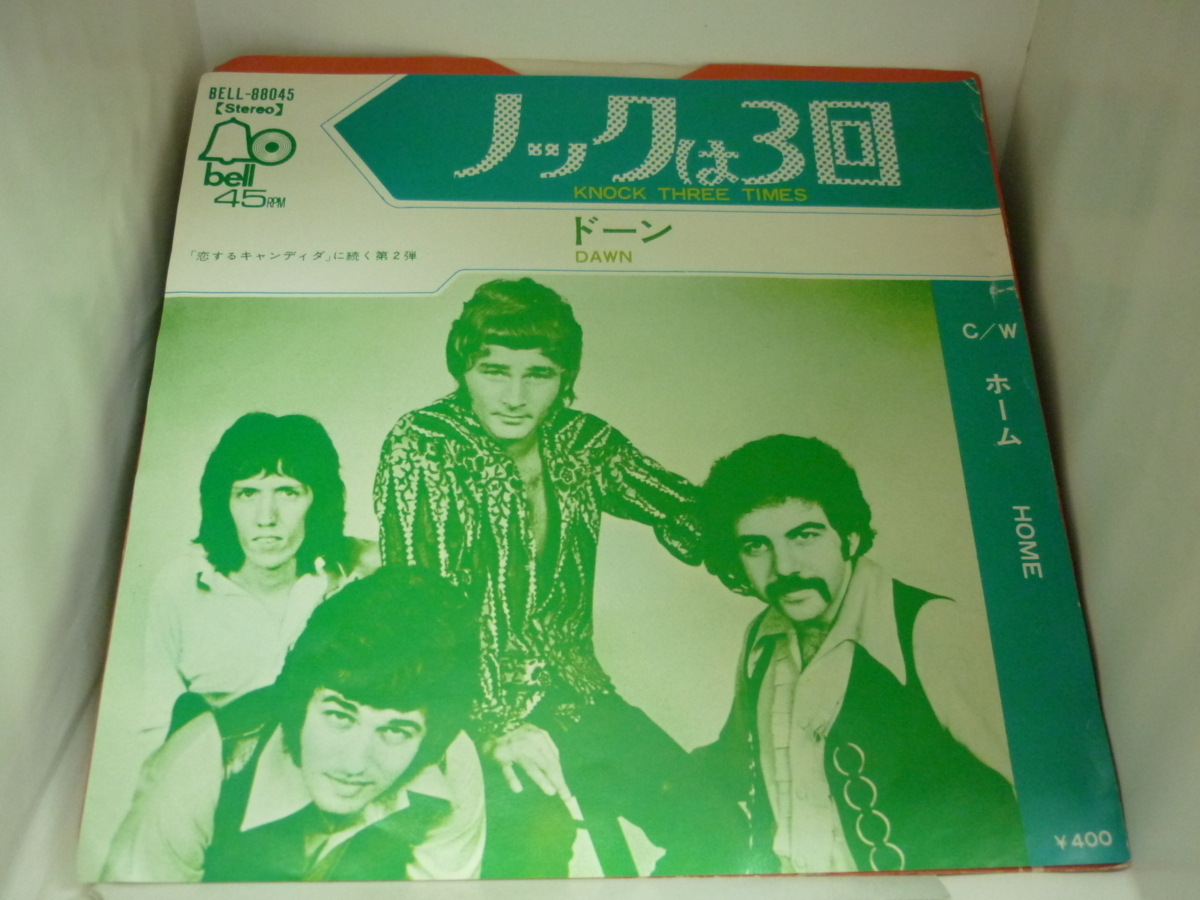 BELL-88045
【Stereo】
bell
45RPM
ノックは3回
KNOCK THREE TIMES
ドーン
DAWN
「恋するキャンディダ」に続く第2弾
C/W ホーム HOME
¥400